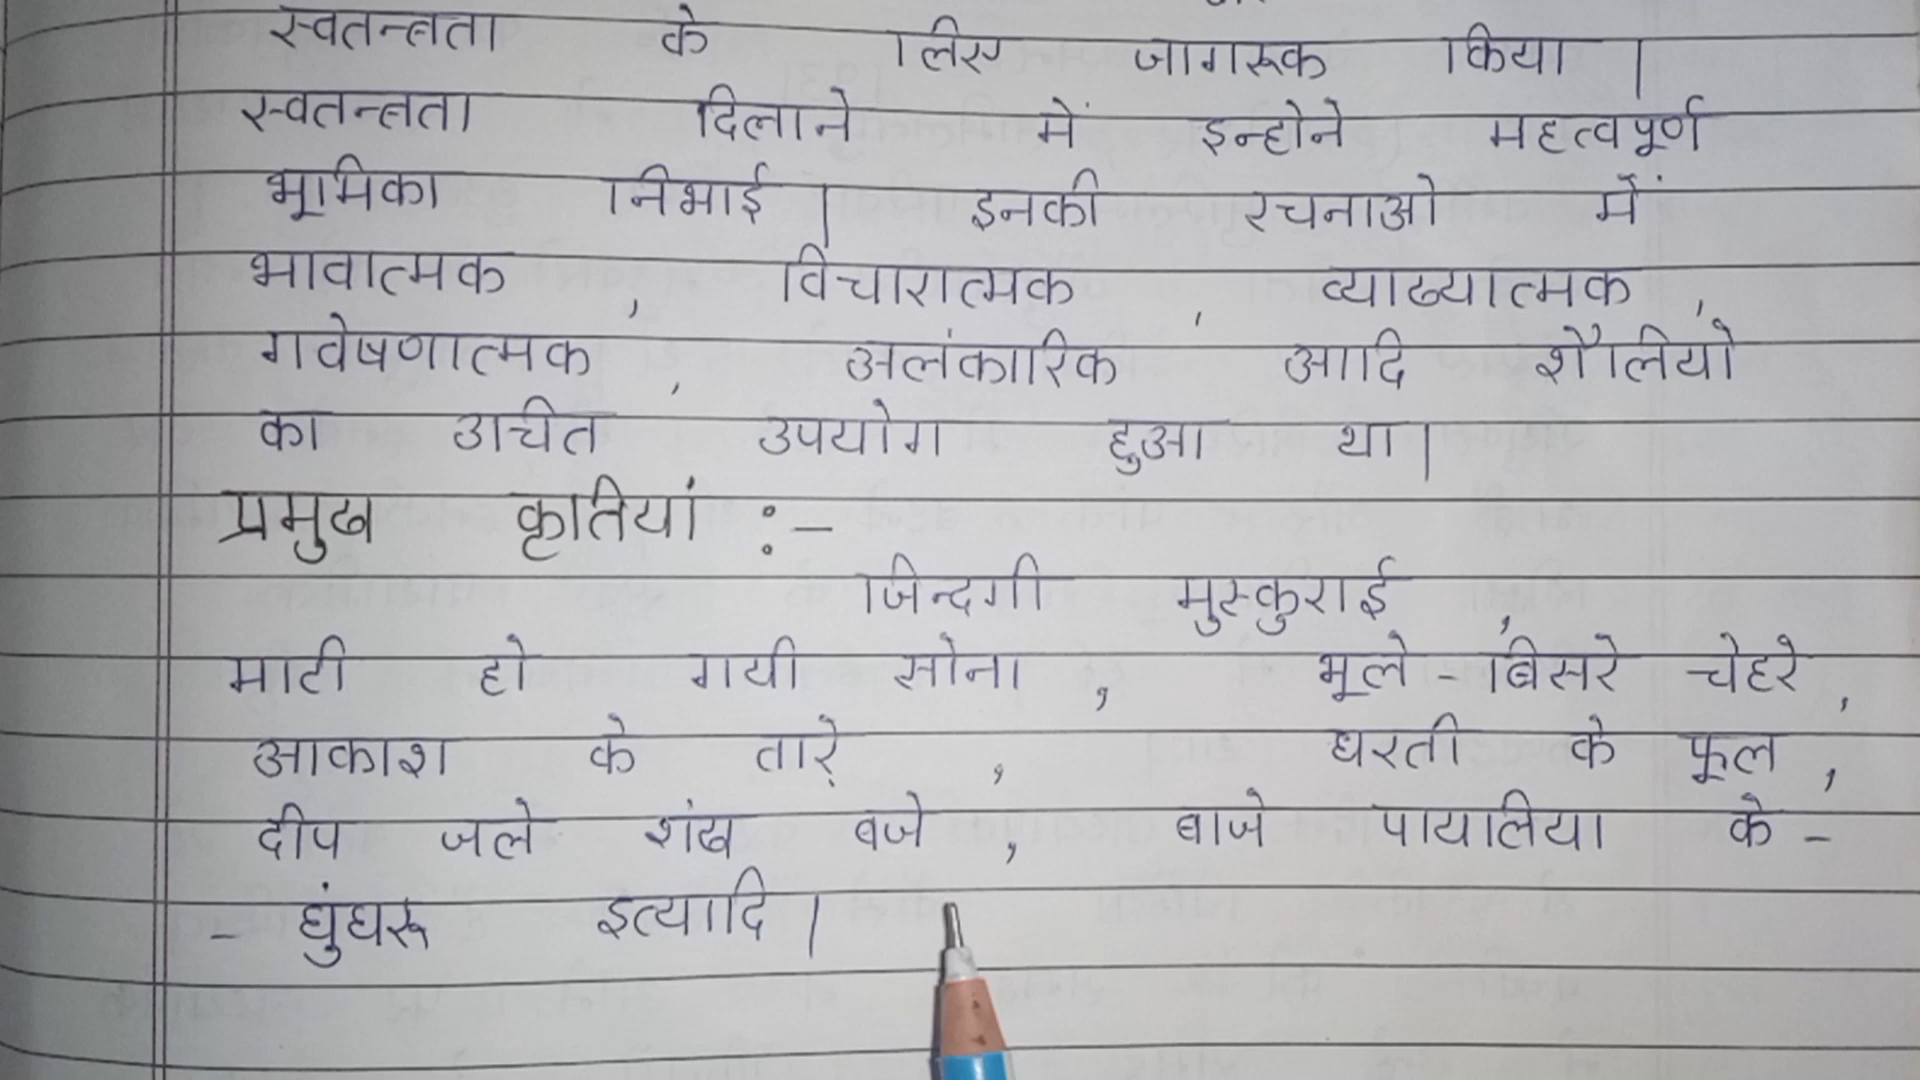 स्वतन्त्रता के लिए जागरूक किया |
स्वतन्त्रता दिलाने में इन्होने महत्वपूर्ण
भूमिका निभाई | इनकी रचनाओ में
भावात्मक , विचारात्मक , व्याख्यात्मक ,
गवेषणात्मक , अलंकारिक आदि शैलियो
का उचित उपयोग हुआ था|
प्रमुख कृतियां :-
जिन्दगी मुस्कुराई ,
माटी हो गयी सोना , भूले - बिसरे चेहरे ,
आकाश के तारे , धरती के फूल ,
दीप जले शंख बजे , बाजे पायलिया के -
- घुंघरू इत्यादि |